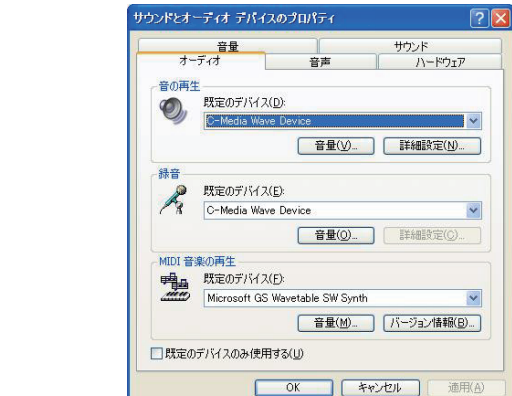 サウンドとオーディオ デバイスのプロパティ
音量 サウンド
オーディオ 音声 ハードウェア
音の再生
既定のデバイス(D):
C-Media Wave Device
音量(V)... 詳細設定(N)...
録音
既定のデバイス(E):
C-Media Wave Device
音量(O)... 詳細設定(C)...
MIDI 音楽の再生
既定のデバイス(F):
Microsoft GS Wavetable SW Synth
音量(M)... バージョン情報(B)...
既定のデバイスのみ使用する(U)
OK キャンセル 適用(A)